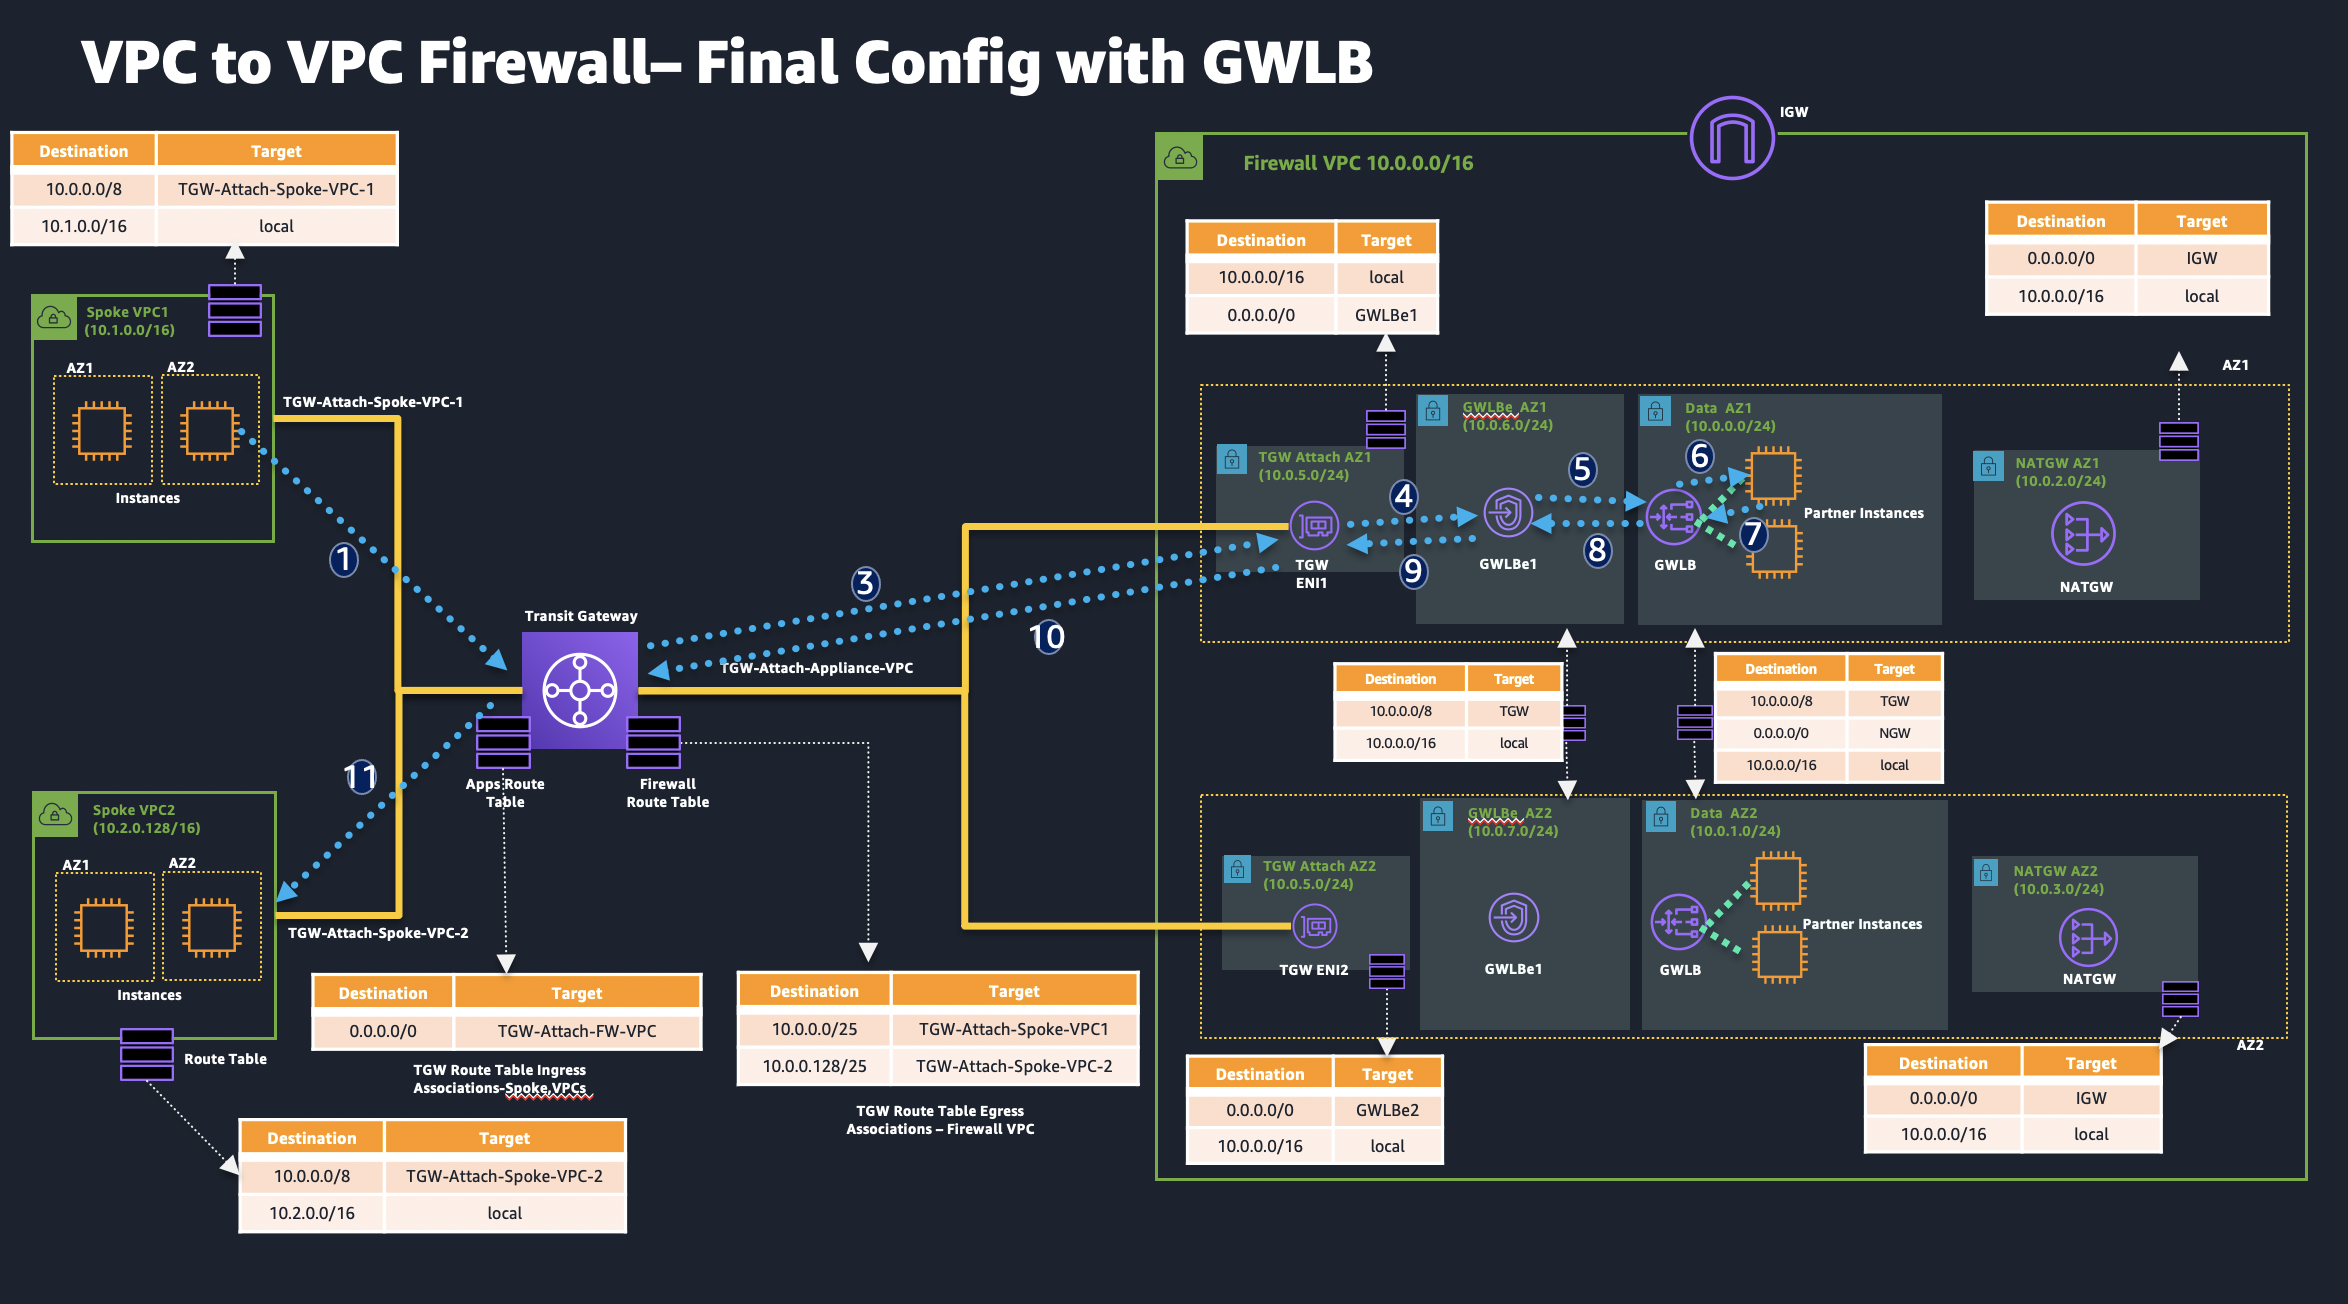 VPC to VPC Firewall– Final Config with GWLB
IGW
Destination Target
10.0.0.0/8 TGW-Attach-Spoke-VPC-1
10.1.0.0/16 local
Spoke VPC1
(10.1.0.0/16)
AZ1 AZ2
Instances
TGW-Attach-Spoke-VPC-1
1
Transit Gateway
3
10
TGW-Attach-Appliance-VPC
11
Apps Route
Table
Firewall
Route Table
Spoke VPC2
(10.2.0.128/16)
AZ1 AZ2
Instances
TGW-Attach-Spoke-VPC-2
Route Table
Destination Target
0.0.0.0/0 TGW-Attach-FW-VPC
TGW Route Table Ingress
Associations-Spoke,VPCs
Destination Target
10.0.0.0/25 TGW-Attach-Spoke-VPC1
10.0.0.128/25 TGW-Attach-Spoke-VPC-2
TGW Route Table Egress
Associations – Firewall VPC
Destination Target
10.0.0.0/8 TGW-Attach-Spoke-VPC-2
10.2.0.0/16 local
Firewall VPC 10.0.0.0/16
Destination Target
10.0.0.0/16 local
0.0.0.0/0 GWLBe1
Destination Target
0.0.0.0/0 IGW
10.0.0.0/16 local
AZ1
TGW Attach AZ1
(10.0.5.0/24)
TGW
ENI1
4
9
GWLBe AZ1
(10.0.6.0/24)
GWLBe1
5
8
Data AZ1
(10.0.0.0/24)
6
7
GWLB
Partner Instances
NATGW AZ1
(10.0.2.0/24)
NATGW
Destination Target
10.0.0.0/8 TGW
10.0.0.0/16 local
Destination Target
10.0.0.0/8 TGW
0.0.0.0/0 NGW
10.0.0.0/16 local
TGW Attach AZ2
(10.0.5.0/24)
TGW ENI2
GWLBe AZ2
(10.0.7.0/24)
GWLBe1
Data AZ2
(10.0.1.0/24)
GWLB
Partner Instances
NATGW AZ2
(10.0.3.0/24)
NATGW
AZ2
Destination Target
0.0.0.0/0 GWLBe2
10.0.0.0/16 local
Destination Target
0.0.0.0/0 IGW
10.0.0.0/16 local